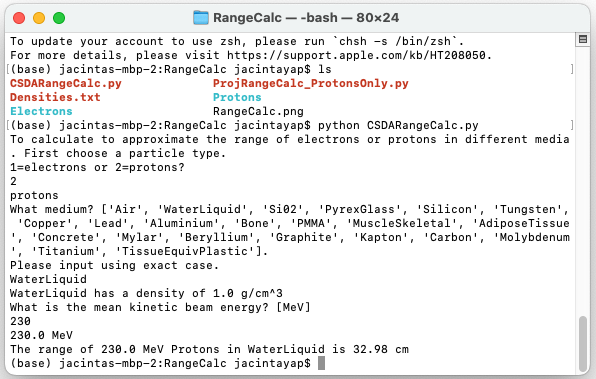 RangeCalc — -bash — 80×24
To update your account to use zsh, please run `chsh -s /bin/zsh`.
For more details, please visit https://support.apple.com/kb/HT208050.
[(base) jacintas-mbp-2:RangeCalc jacintayap$ ls ]
CSDARangeCalc.py ProjRangeCalc_ProtonsOnly.py
Densities.txt Protons
Electrons RangeCalc.png
[(base) jacintas-mbp-2:RangeCalc jacintayap$ python CSDARangeCalc.py ]
To calculate to approximate the range of electrons or protons in different media
. First choose a particle type.
1=electrons or 2=protons?
2
protons
What medium? ['Air', 'WaterLiquid', 'Si02', 'PyrexGlass', 'Silicon', 'Tungsten',
'Copper', 'Lead', 'Aluminium', 'Bone', 'PMMA', 'MuscleSkeletal', 'AdiposeTissue
', 'Concrete', 'Mylar', 'Beryllium', 'Graphite', 'Kapton', 'Carbon', 'Molybdenum
', 'Titanium', 'TissueEquivPlastic'].
Please input using exact case.
WaterLiquid
WaterLiquid has a density of 1.0 g/cm^3
What is the mean kinetic beam energy? [MeV]
230
230.0 MeV
The range of 230.0 MeV Protons in WaterLiquid is 32.98 cm
(base) jacintas-mbp-2:RangeCalc jacintayap$